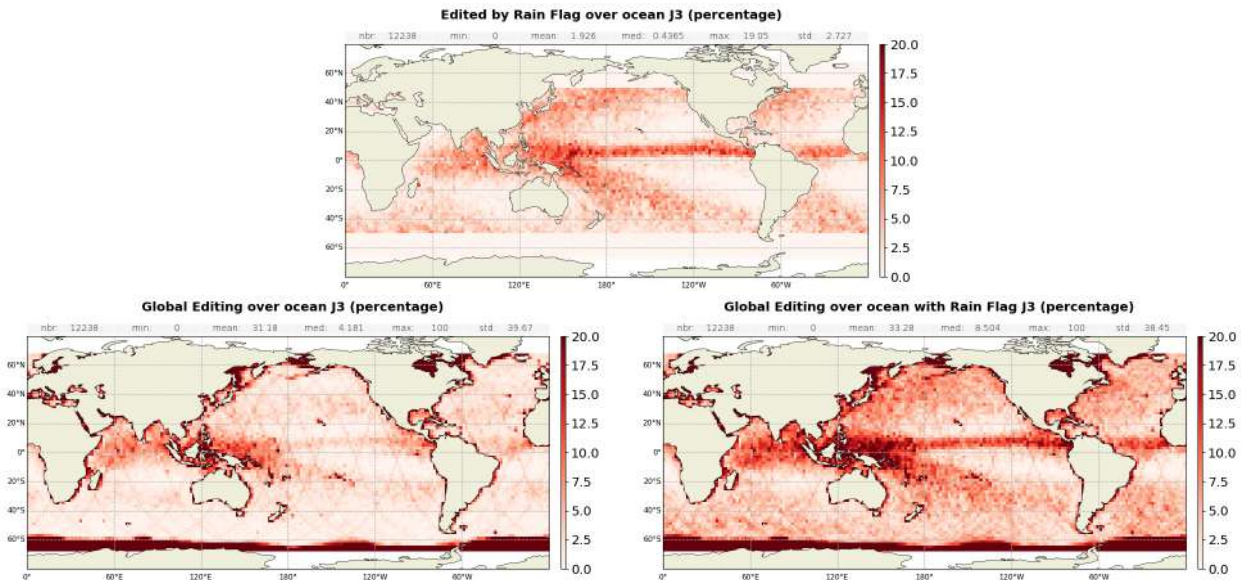 Edited by Rain Flag over ocean J3 (percentage)
nbr: 12238 min: 0 mean: 1.926 med: 0.4365 max: 19.05 std: 2.727
20.0
17.5
15.0
12.5
10.0
7.5
5.0
2.5
0.0
60°N
40°N
20°N
0°
20°S
40°S
60°S
0° 60°E 120°E 180° 120°W 60°W
Global Editing over ocean J3 (percentage)
nbr: 12238 min: 0 mean: 31.18 med: 4.181 max: 100 std: 39.67
20.0
17.5
15.0
12.5
10.0
7.5
5.0
2.5
0.0
60°N
40°N
20°N
0°
20°S
40°S
60°S
0° 60°E 120°E 180° 120°W 60°W
Global Editing over ocean with Rain Flag J3 (percentage)
nbr: 12238 min: 0 mean: 33.28 med: 8.504 max: 100 std: 38.45
20.0
17.5
15.0
12.5
10.0
7.5
5.0
2.5
0.0
60°N
40°N
20°N
0°
20°S
40°S
60°S
0° 60°E 120°E 180° 120°W 60°W